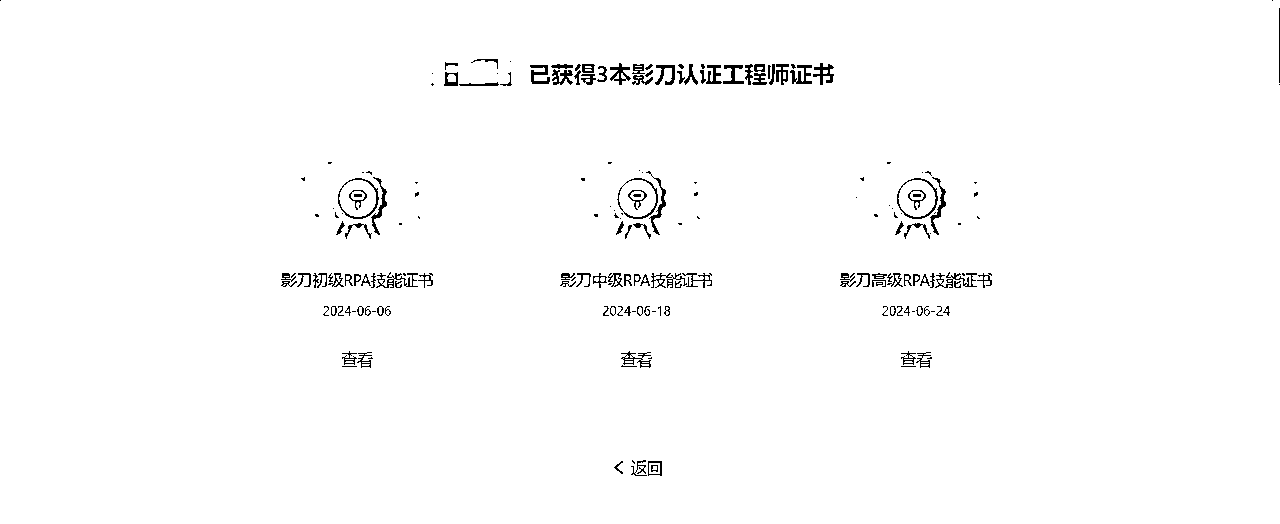 已获得3本影刀认证工程师证书
影刀初级RPA技能证书
2024-06-06
查看
影刀中级RPA技能证书
2024-06-18
查看
影刀高级RPA技能证书
2024-06-24
查看
< 返回